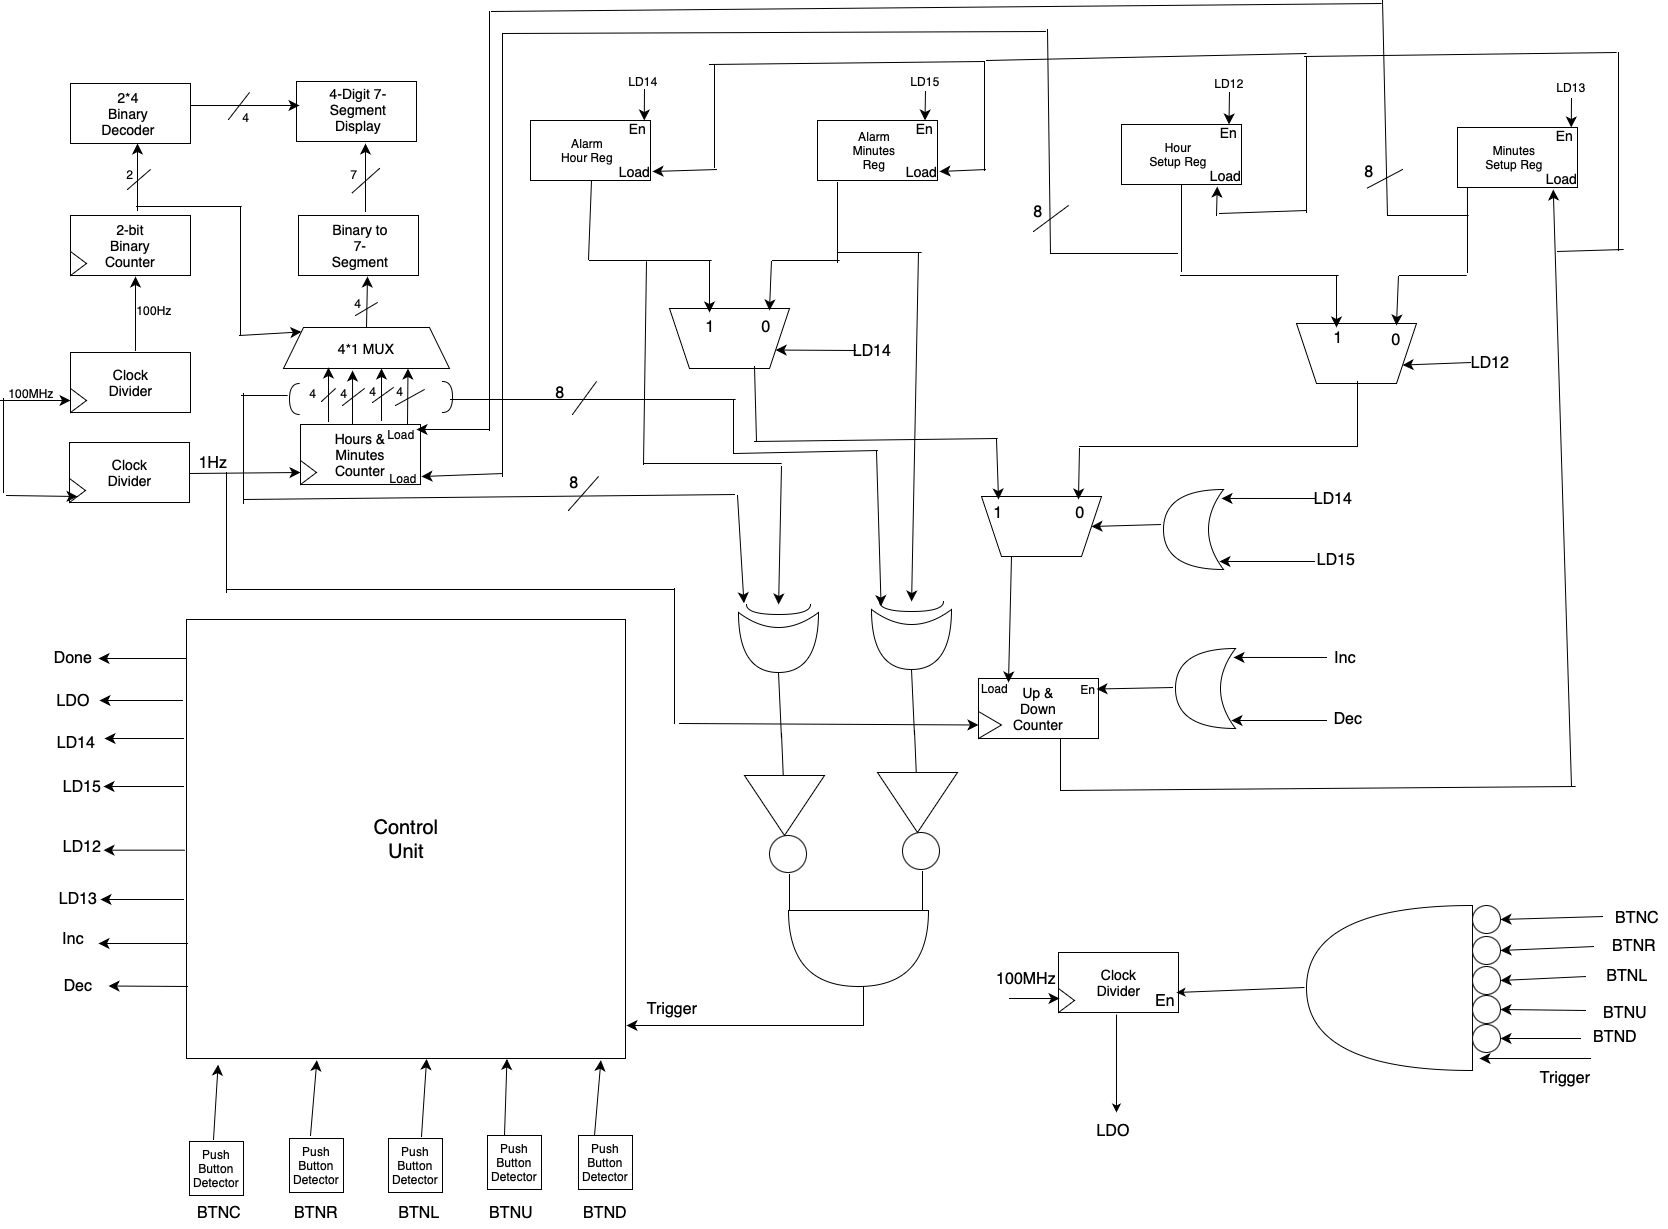 2*4
Binary
Decoder
4
4-Digit 7-
Segment
Display
2
7
2-bit
Binary
Counter
Binary to
7-
Segment
100Hz
4
4*1 MUX
Clock
Divider
100MHz
4
4
4
4
Hours &
Minutes
Counter
Load
Load
Clock
Divider
1Hz
8
8
LD14
En
Alarm
Hour Reg
Load
LD15
En
Alarm
Minutes
Reg
Load
LD12
En
Hour
Setup Reg
Load
LD13
En
Minutes
Setup Reg
Load
8
8
1
0
LD14
1
0
LD12
1
0
LD14
LD15
Load
En
Up &
Down
Counter
Inc
Dec
Done
LDO
LD14
LD15
LD12
LD13
Inc
Dec
Control
Unit
Trigger
100MHz
Clock
Divider
En
LDO
BTNC
BTNR
BTNL
BTNU
BTND
Trigger
Push
Button
Detector
Push
Button
Detector
Push
Button
Detector
Push
Button
Detector
Push
Button
Detector
BTNC
BTNR
BTNL
BTNU
BTND